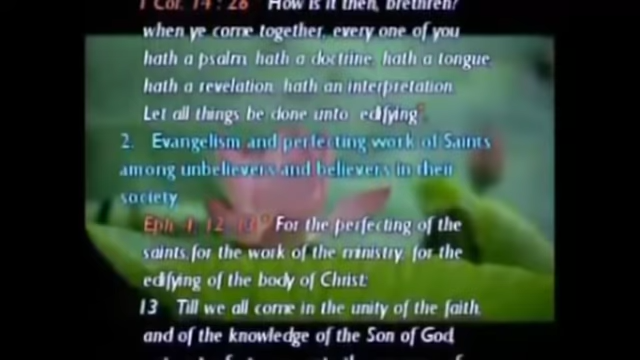 1 Cor. 14 : 26 "How is it then, brethren?
when ye come together, every one of you
hath a psalm, hath a doctrine, hath a tongue,
hath a revelation, hath an interpretation.
Let all things be done unto edifying".
2. Evangelism and perfecting work of Saints
among unbelievers and believers in their
society.
Eph. 4; 12, 13 " For the perfecting of the
saints, for the work of the ministry, for the
edifying of the body of Christ:
13 Till we all come in the unity of the faith,
and of the knowledge of the Son of God,